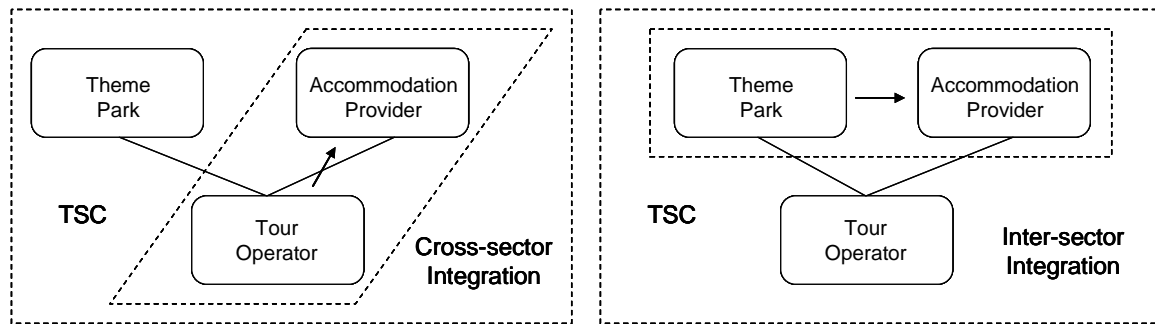 Theme
Park
Accommodation
Provider
TSC
Tour
Operator
Cross-sector
Integration
Theme
Park
Accommodation
Provider
TSC
Tour
Operator
Inter-sector
Integration